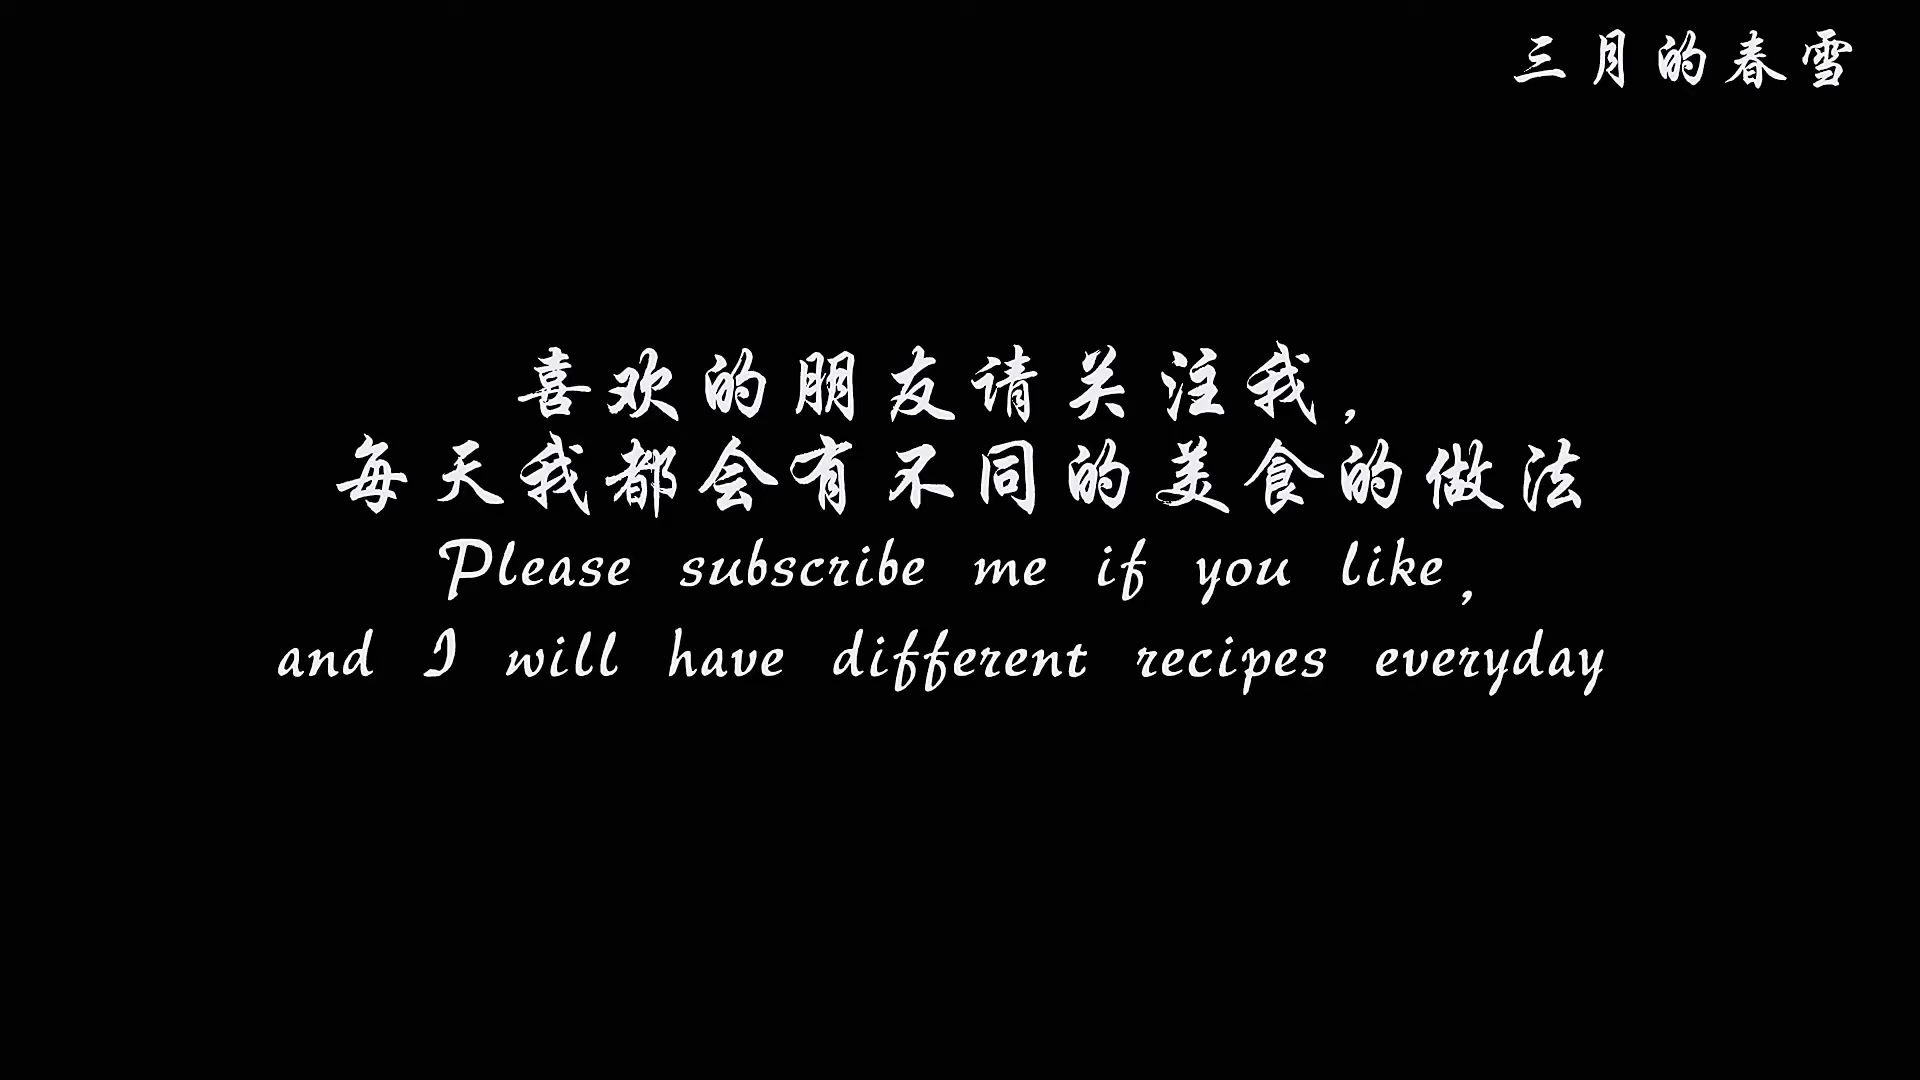 三月的春雪
喜欢的朋友请关注我,
每天我都会有不同的美食的做法
Please subscribe me if you like,
and I will have different recipes everyday